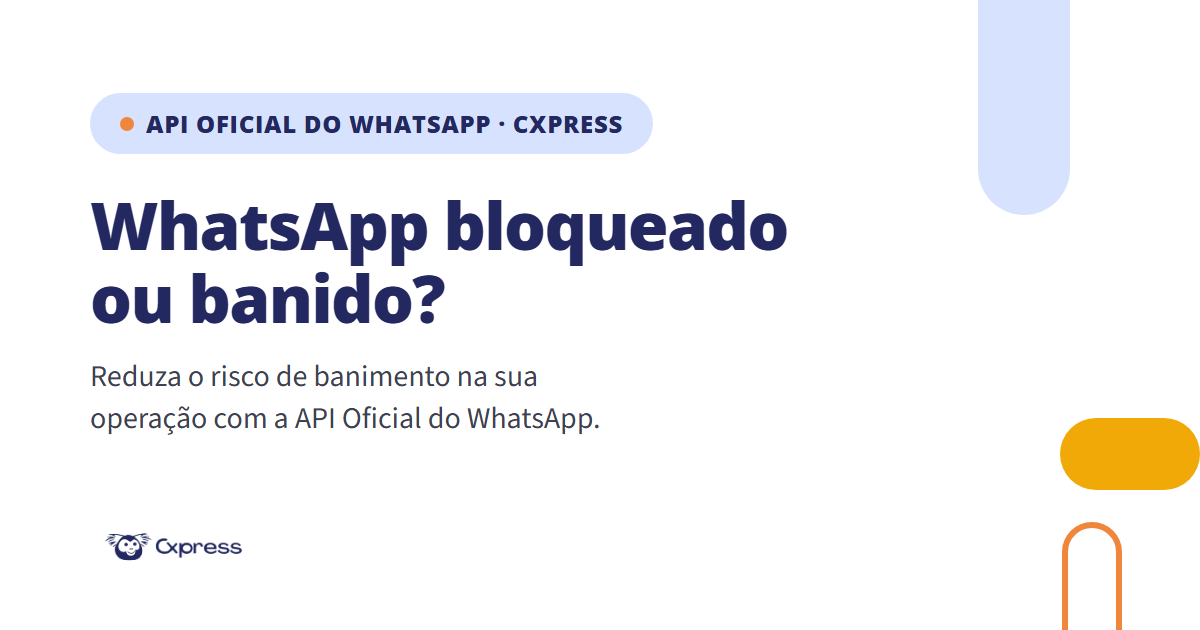 API OFICIAL DO WHATSAPP · CXPRESS
WhatsApp bloqueado
ou banido?
Reduza o risco de banimento na sua
operação com a API Oficial do WhatsApp.
Cxpress